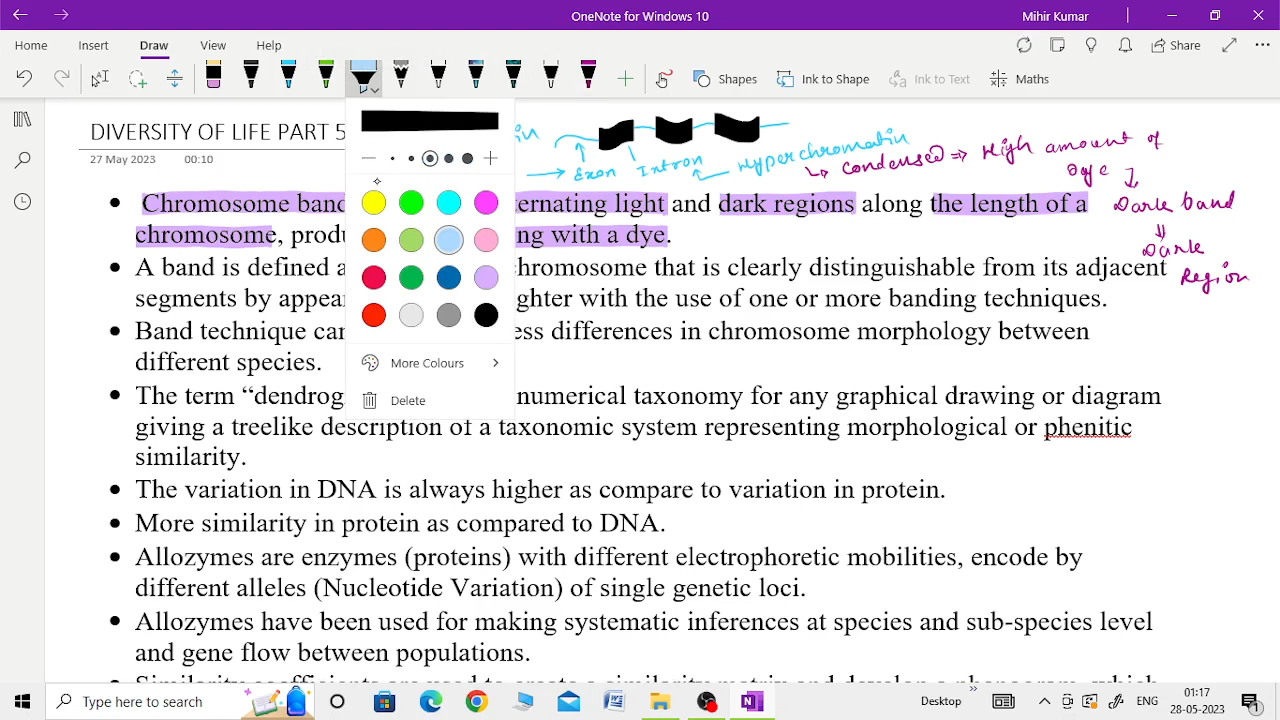 OneNote for Windows 10
Mihir Kumar
Home Insert Draw View Help
Share
Shapes Ink to Shape Ink to Text Maths
DIVERSITY OF LIFE PART 5
27 May 2023 00:10
Exon Intron Hyperchromatin
Condensed ⇒ High amount of
dye
Dark band
Dark
Region
• Chromosome band ternating light and dark regions along the length of a
chromosome, produ ng with a dye.
• A band is defined a chromosome that is clearly distinguishable from its adjacent
segments by appea ghter with the use of one or more banding techniques.
• Band technique can ess differences in chromosome morphology between
different species.
• The term “dendrog numerical taxonomy for any graphical drawing or diagram
giving a treelike description of a taxonomic system representing morphological or phenitic
similarity.
• The variation in DNA is always higher as compare to variation in protein.
• More similarity in protein as compared to DNA.
• Allozymes are enzymes (proteins) with different electrophoretic mobilities, encode by
different alleles (Nucleotide Variation) of single genetic loci.
• Allozymes have been used for making systematic inferences at species and sub-species level
and gene flow between populations.
More Colours
Delete
Type here to search
Desktop
ENG
01:17
28-05-2023